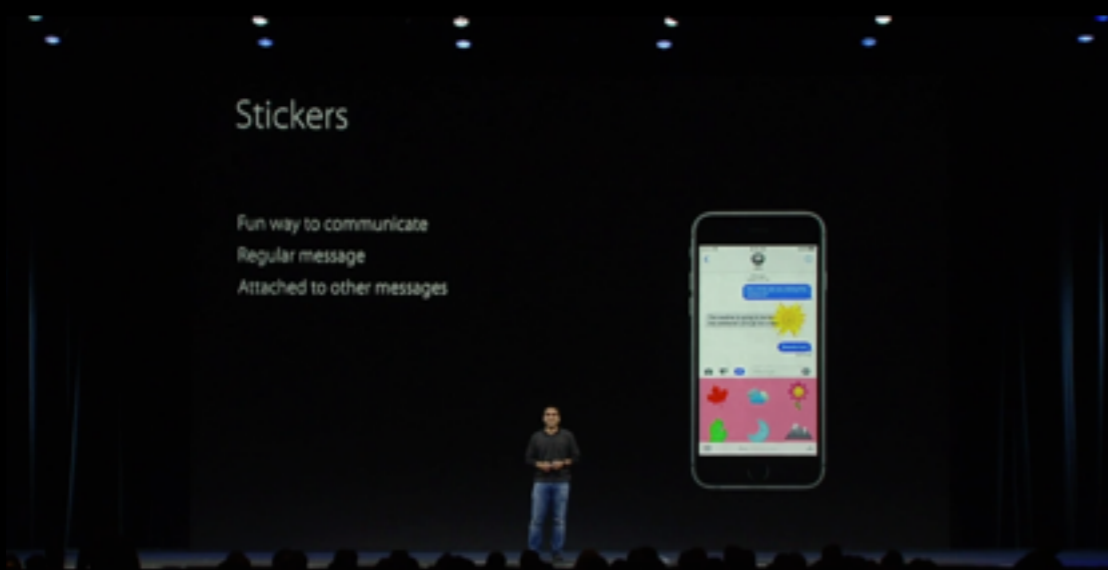 Stickers
Fun way to communicate
Regular message
Attached to other messages